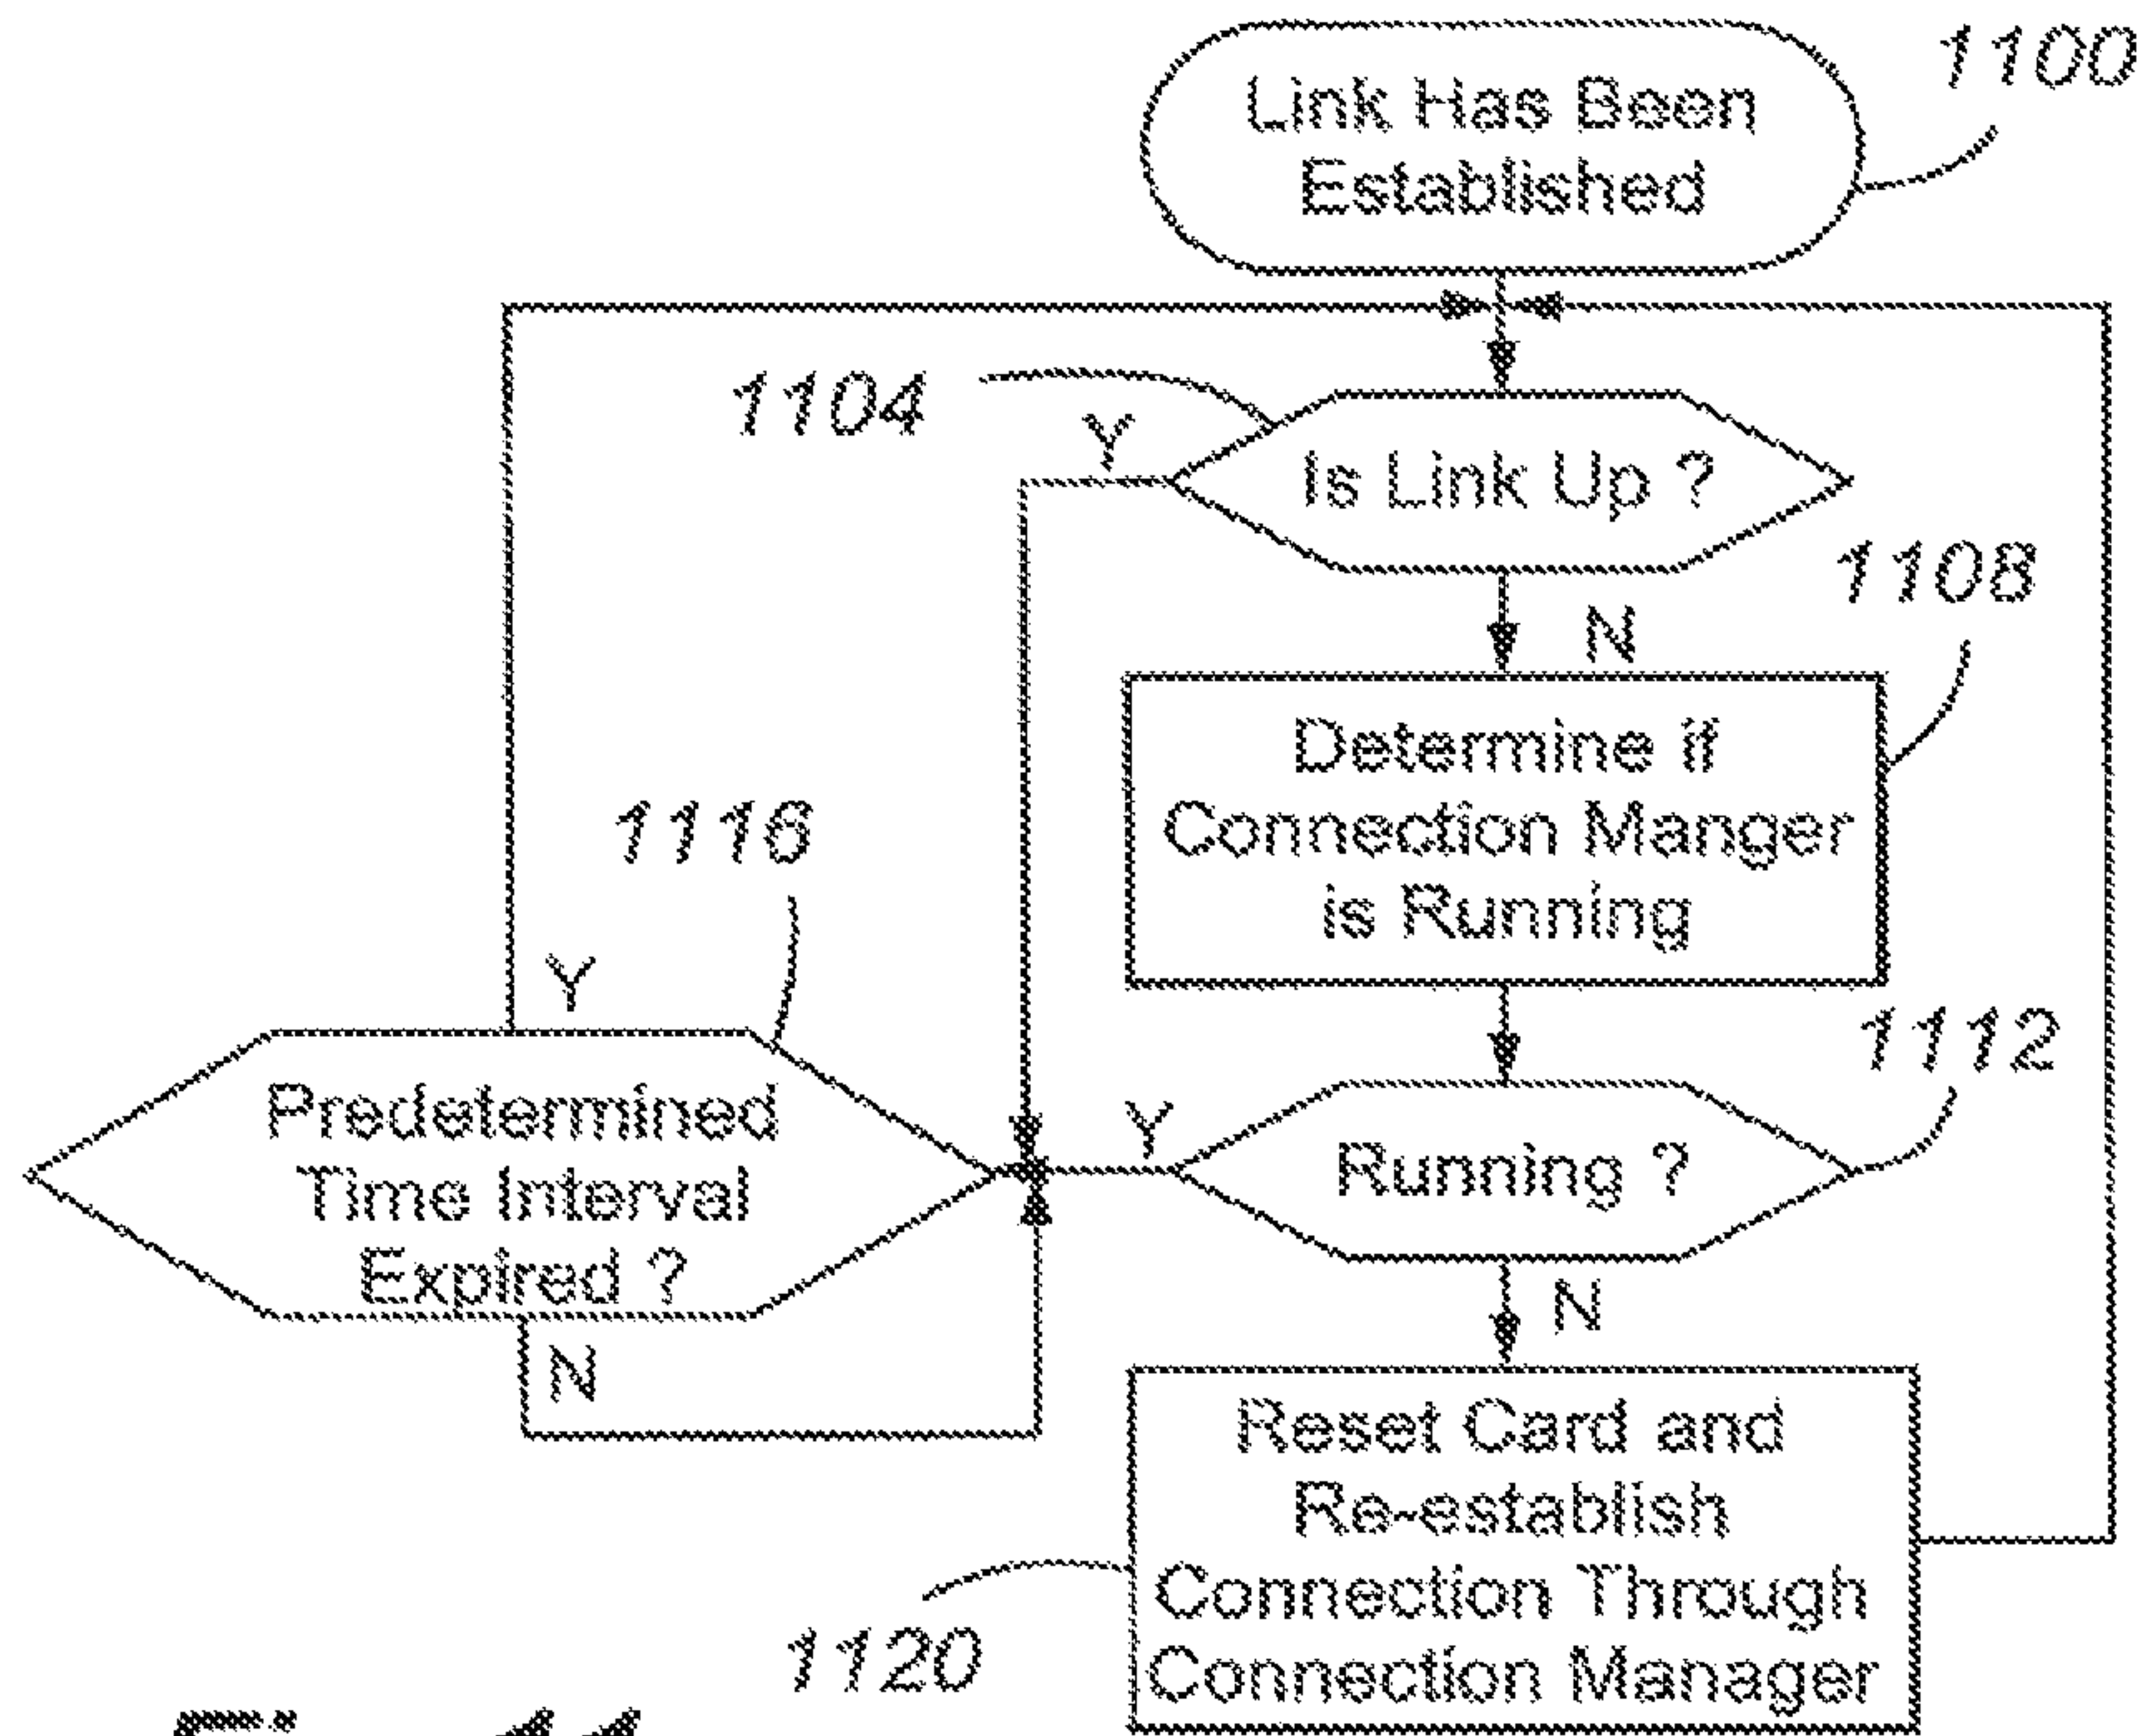 1100
Link Has Been
Established
1104
Y
Is Link Up ?
1108
N
Determine if
Connection Manger
is Running
1116
Y
1112
Predetermined
Time Interval
Expired ?
Y
Running ?
N
N
Reset Card and
Re-establish
Connection Through
Connection Manager
1120